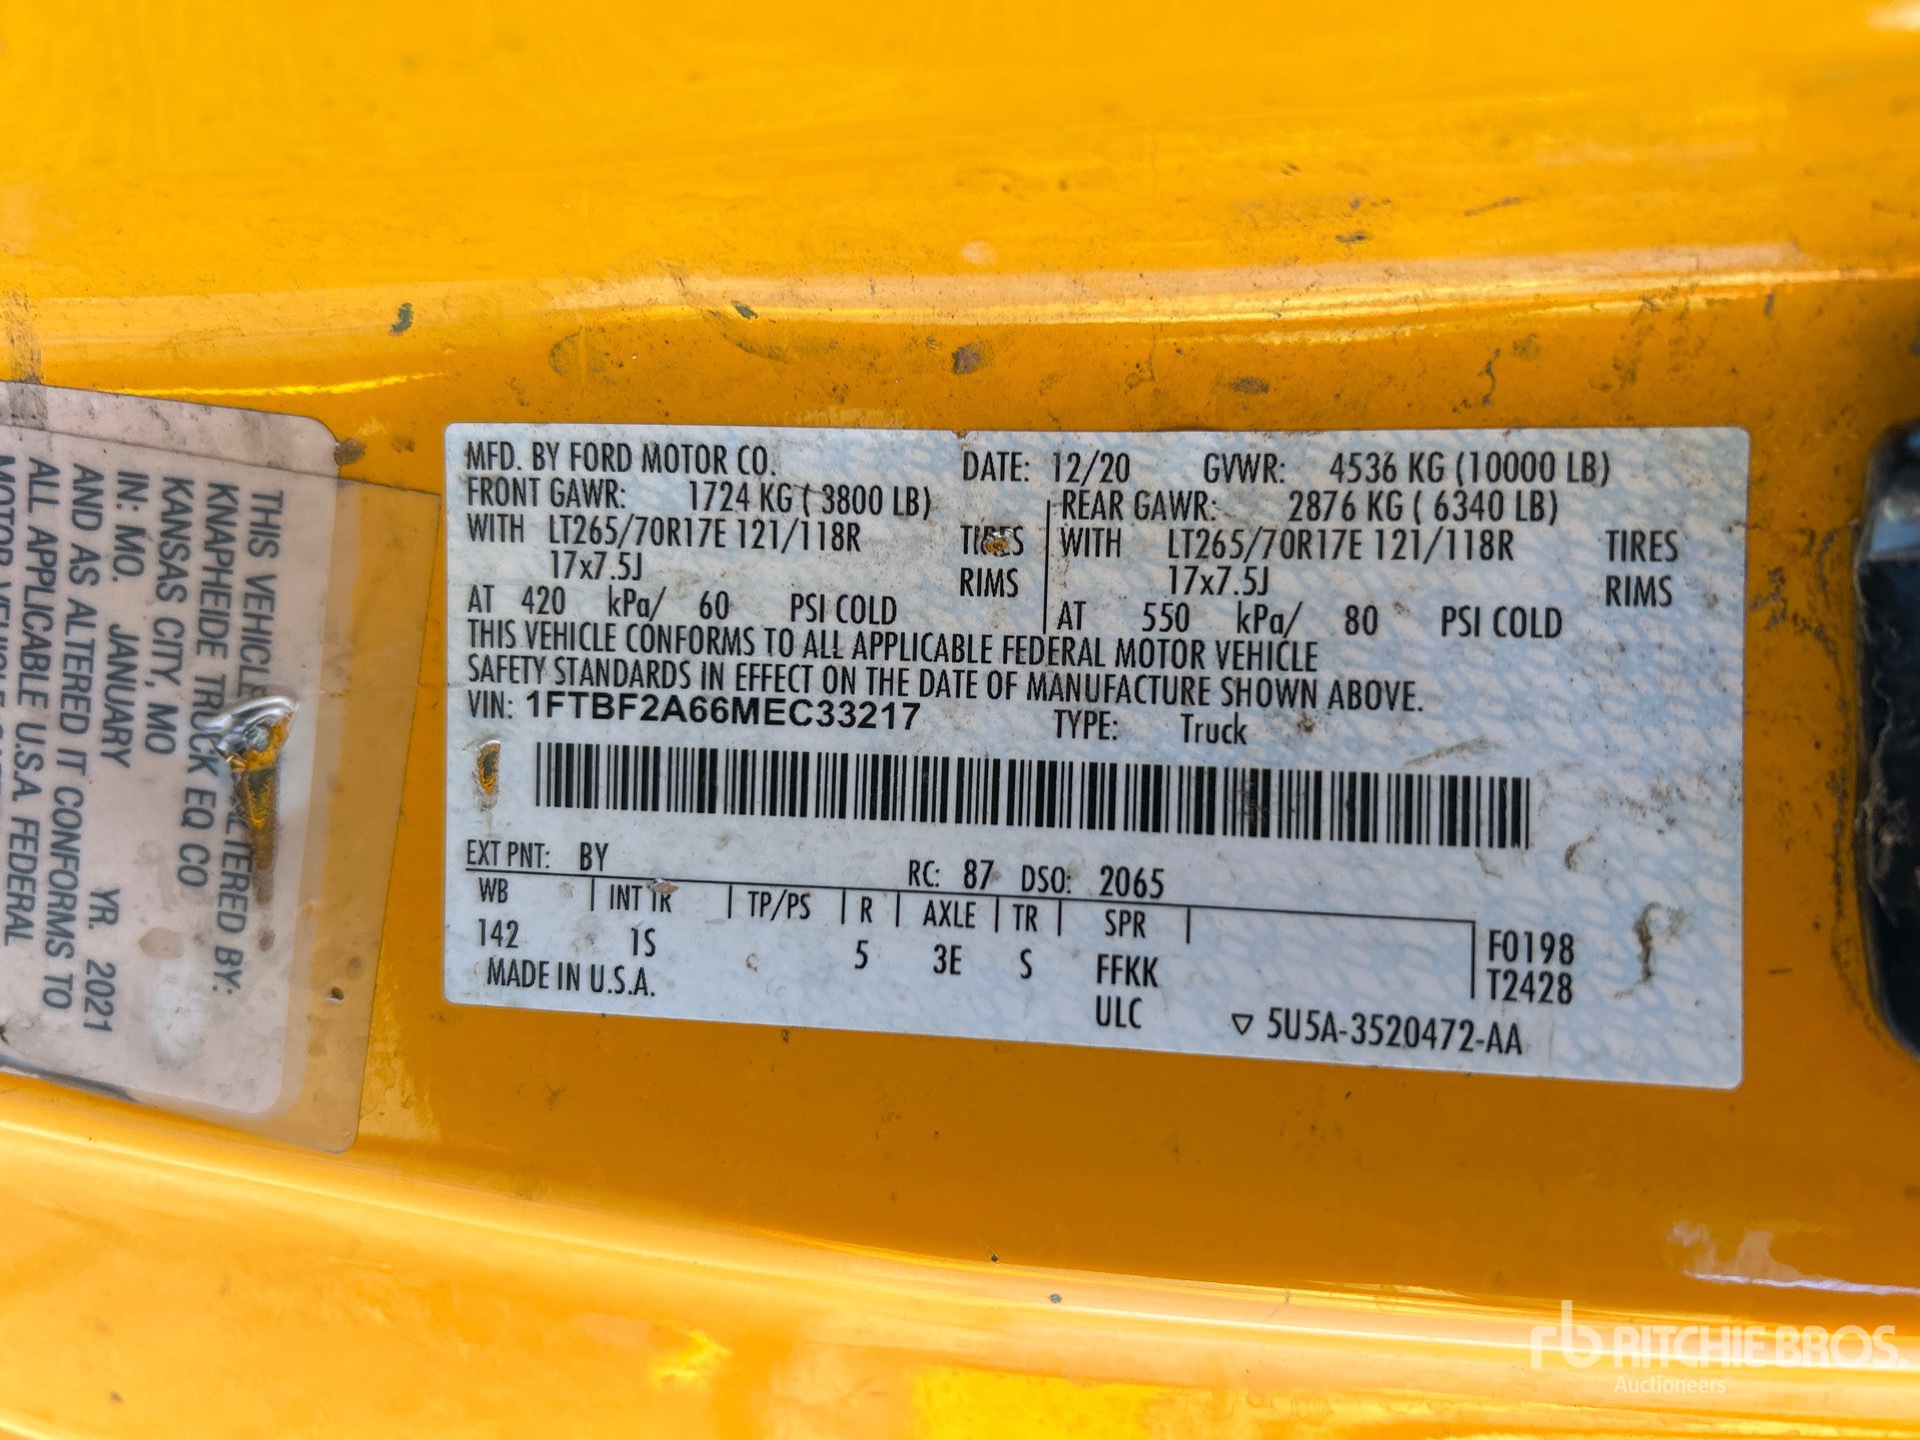 MFD. BY FORD MOTOR CO.
DATE: 12/20 GVWR: 4536 KG (10000 LB)
FRONT GAWR: 1724 KG ( 3800 LB)
REAR GAWR: 2876 KG ( 6340 LB)
WITH LT265/70R17E 121/118R TIRES
WITH LT265/70R17E 121/118R TIRES
17x7.5J RIMS
17x7.5J RIMS
AT 420 kPa/ 60 PSI COLD
AT 550 kPa/ 80 PSI COLD
THIS VEHICLE CONFORMS TO ALL APPLICABLE FEDERAL MOTOR VEHICLE
SAFETY STANDARDS IN EFFECT ON THE DATE OF MANUFACTURE SHOWN ABOVE.
VIN: 1FTBF2A66MEC33217 TYPE: Truck
EXT PNT: BY RC: 87 DSO: 2065
WB INT TR TP/PS R AXLE TR SPR
142 1S 5 3E S FFKK F0198
MADE IN U.S.A. ULC T2428
▽ 5U5A-3520472-AA
THIS VEHICLE ALTERED BY:
KNAPHEIDE TRUCK EQ CO
KANSAS CITY, MO
IN: MO. JANUARY YR. 2021
AND AS ALTERED IT CONFORMS TO
ALL APPLICABLE U.S.A. FEDERAL
MOTOR VEHICLE
rb RITCHIE BROS.
Auctioneers